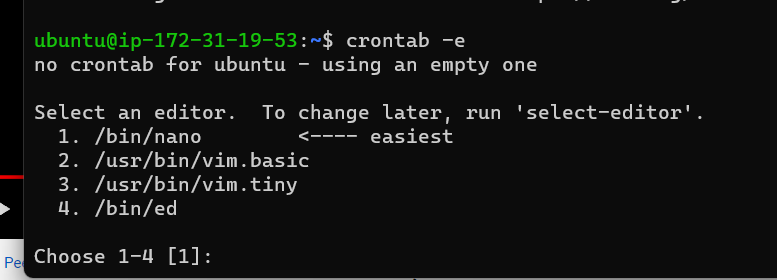 ubuntu@ip-172-31-19-53:~$ crontab -e
no crontab for ubuntu - using an empty one
Select an editor.  To change later, run 'select-editor'.
  1. /bin/nano        <---- easiest
  2. /usr/bin/vim.basic
  3. /usr/bin/vim.tiny
  4. /bin/ed
Choose 1-4 [1]: